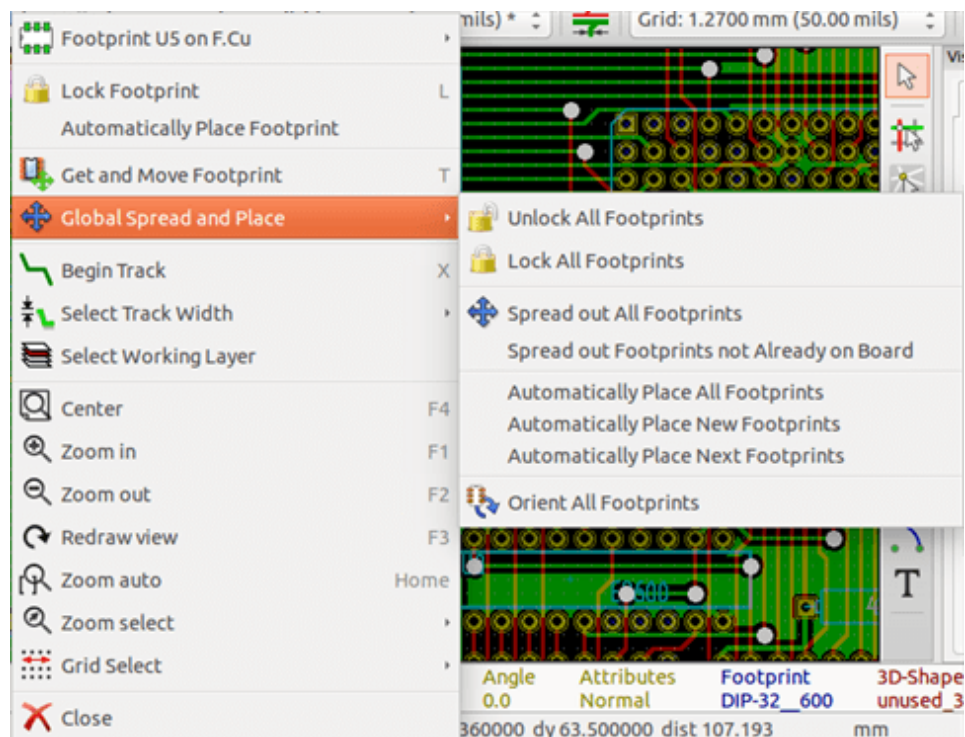 mils) *
Grid: 1.2700 mm (50.00 mils)
Footprint U5 on F.Cu
Lock Footprint L
Automatically Place Footprint
Get and Move Footprint T
Global Spread and Place
Begin Track X
Select Track Width
Select Working Layer
Center F4
Zoom in F1
Zoom out F2
Redraw view F3
Zoom auto Home
Zoom select
Grid Select
Close
Unlock All Footprints
Lock All Footprints
Spread out All Footprints
Spread out Footprints not Already on Board
Automatically Place All Footprints
Automatically Place New Footprints
Automatically Place Next Footprints
Orient All Footprints
Vis
T
Angle Attributes Footprint 3D-Shape
0.0 Normal DIP-32__600 unused_3
360000 dy 63.500000 dist 107.193 mm